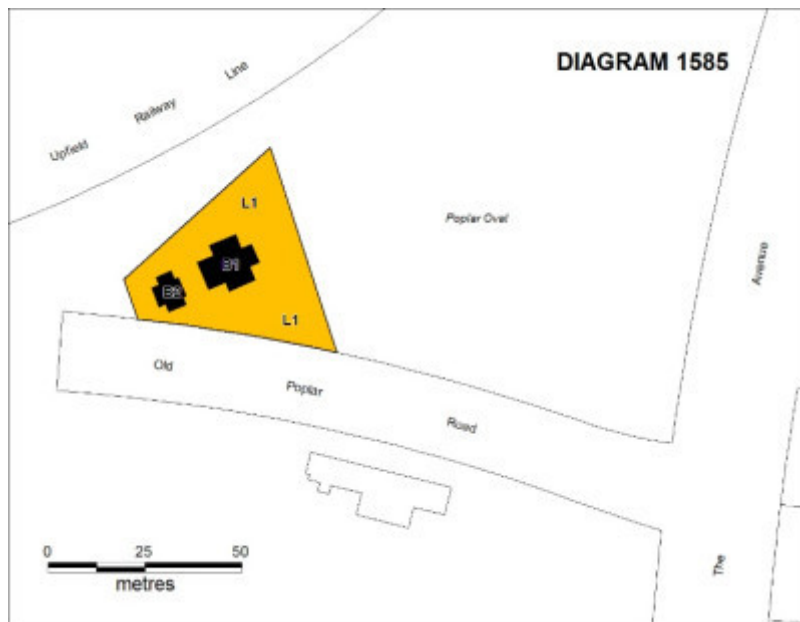 DIAGRAM 1585
Upfield Railway Line
L1
Poplar Oval
B1
B2
L1
Old Poplar Road
The Avenue
0 25 50
metres